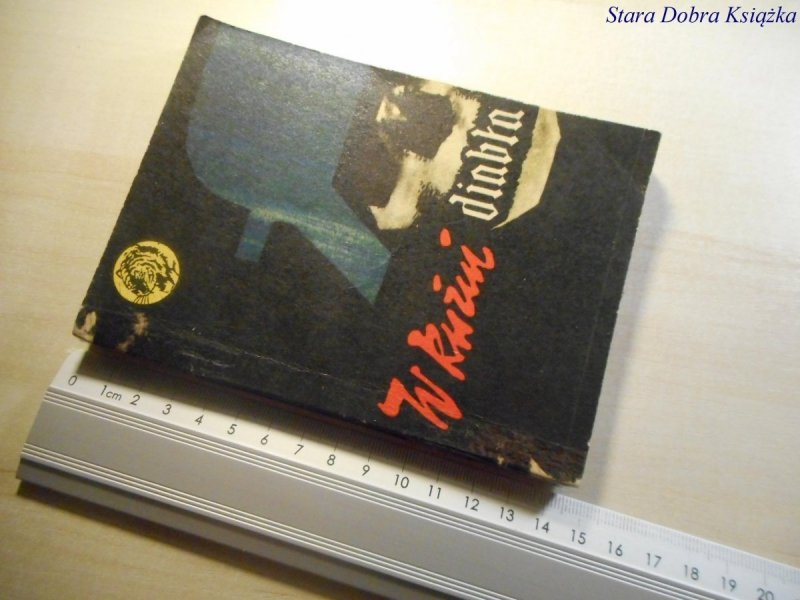 Stara Dobra Książka
W kuźni
diabła
0 1cm 2 3 4 5 6 7 8 9 10 11 12 13 14 15 16 17 18 19 20